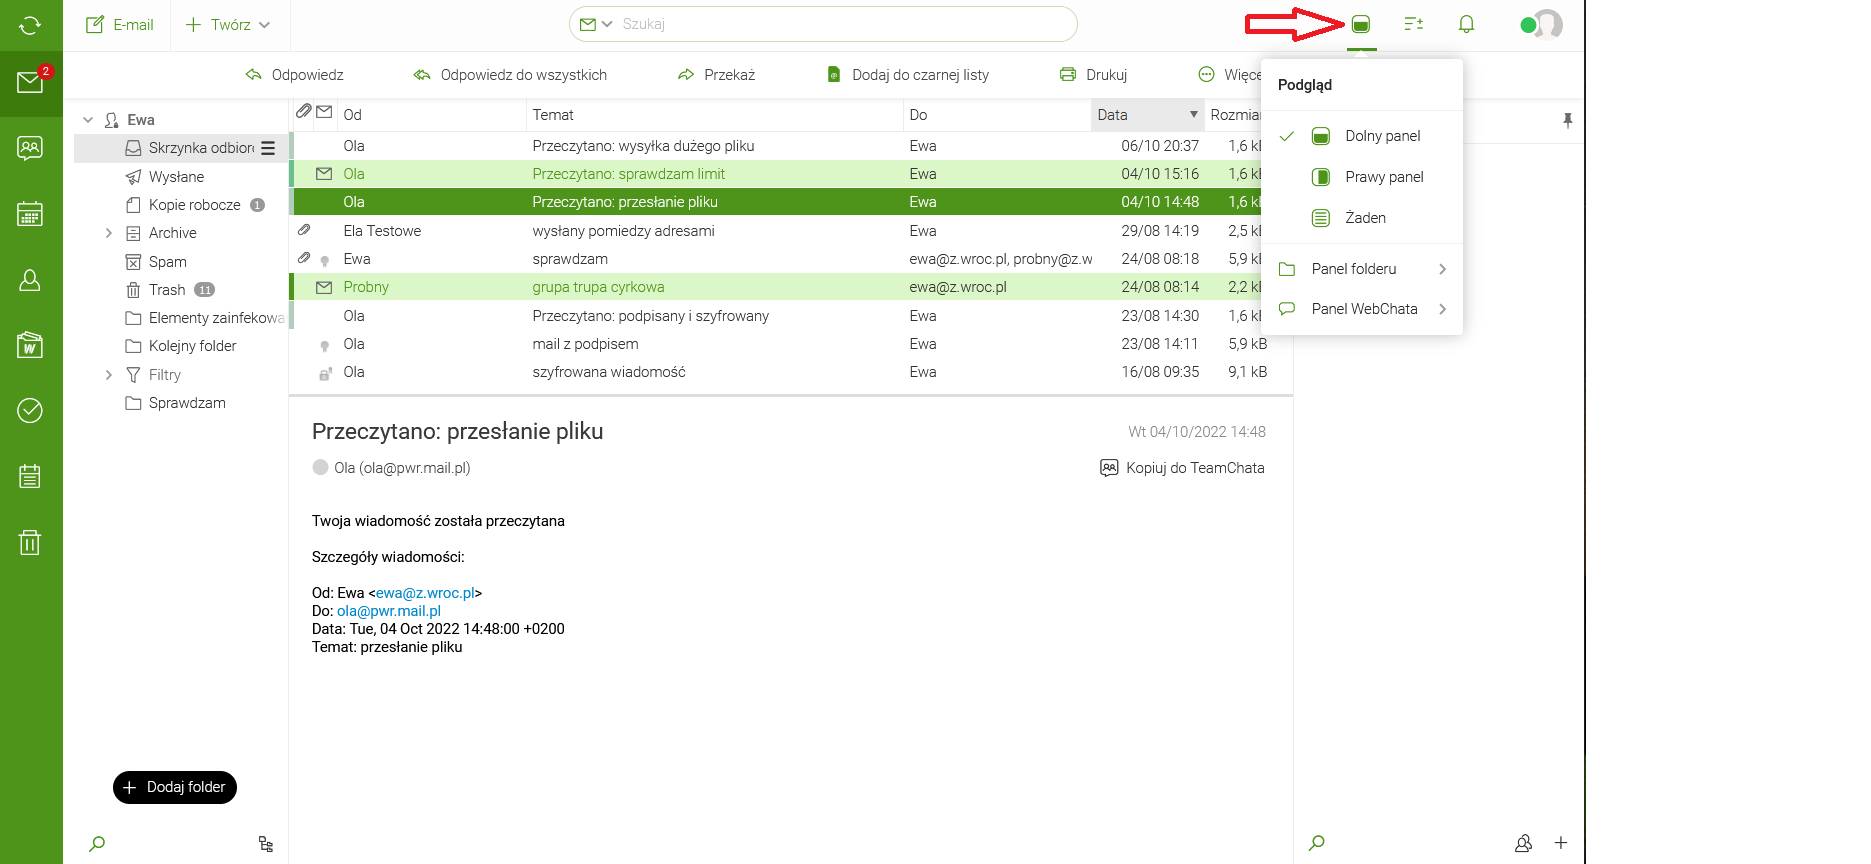 E-mail
Twórz
Szukaj
2
Odpowiedz
Odpowiedz do wszystkich
Przekaż
Dodaj do czarnej listy
Drukuj
Więce
Podgląd
Dolny panel
Prawy panel
Żaden
Panel folderu
Panel WebChata
Ewa
Skrzynka odbior
Wysłane
Kopie robocze 1
Archive
Spam
Trash 11
Elementy zainfekowa
Kolejny folder
Filtry
Sprawdzam
Dodaj folder
Od Temat Do Data Rozmia
Ola Przeczytano: wysyłka dużego pliku Ewa 06/10 20:37 1,6 k
Ola Przeczytano: sprawdzam limit Ewa 04/10 15:16 1,6 k
Ola Przeczytano: przesłanie pliku Ewa 04/10 14:48 1,6 k
Ela Testowe wysłany pomiędzy adresami Ewa 29/08 14:19 2,5 k
Ewa sprawdzam ewa@z.wroc.pl, probny@z.w 24/08 08:18 5,9 k
Probny grupa trupa cyrkowa ewa@z.wroc.pl 24/08 08:14 2,2 k
Ola Przeczytano: podpisany i szyfrowany Ewa 23/08 14:30 1,6 k
Ola mail z podpisem Ewa 23/08 14:11 5,9 kB
Ola szyfrowana wiadomość Ewa 16/08 09:35 9,1 kB
Przeczytano: przesłanie pliku
Wt 04/10/2022 14:48
Ola (ola@pwr.mail.pl)
Kopiuj do TeamChata
Twoja wiadomość została przeczytana
Szczegóły wiadomości:
Od: Ewa <ewa@z.wroc.pl>
Do: ola@pwr.mail.pl
Data: Tue, 04 Oct 2022 14:48:00 +0200
Temat: przesłanie pliku